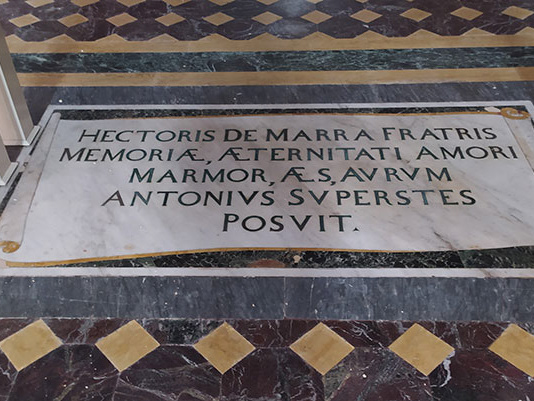 HECTORIS DE MARRA FRATRIS
MEMORIÆ, ÆTERNITATI, AMORI
MARMOR, ÆS, AVRVM
ANTONIVS SVPERSTES
POSVIT.